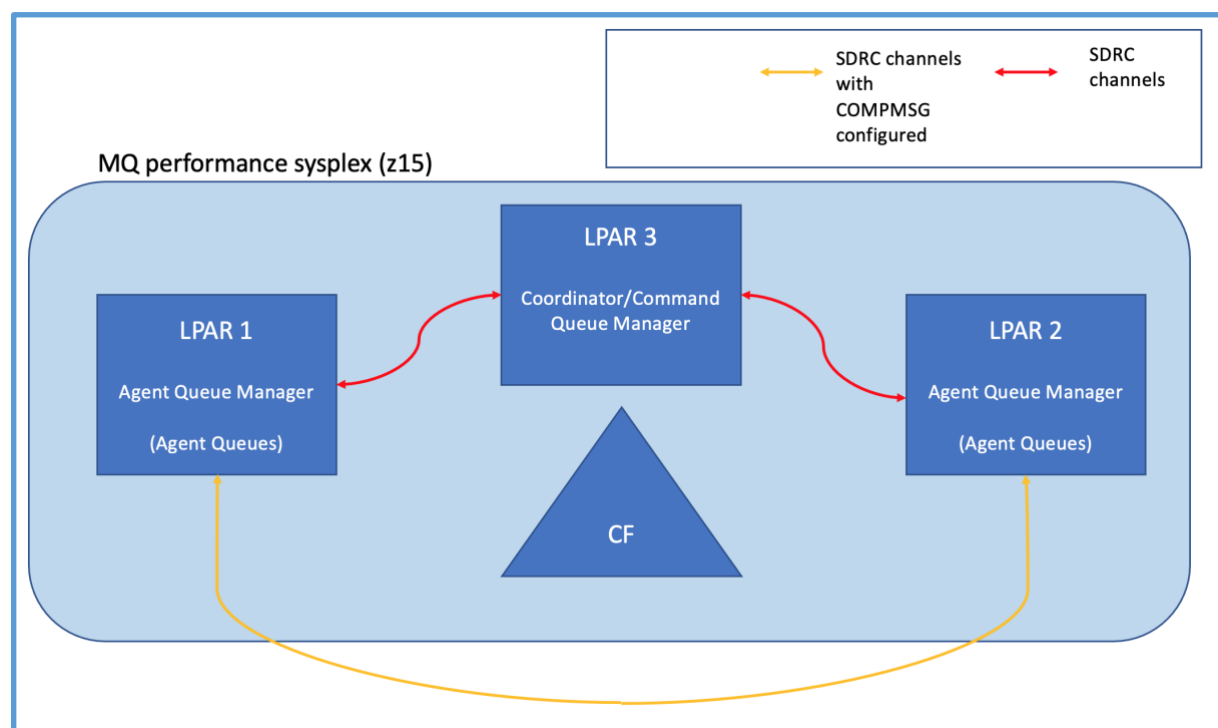 SDRC channels
with
COMPMSG
configured
SDRC
channels
MQ performance sysplex (z15)
LPAR 3
Coordinator/Command
Queue Manager
LPAR 1
Agent Queue Manager
(Agent Queues)
LPAR 2
Agent Queue Manager
(Agent Queues)
CF